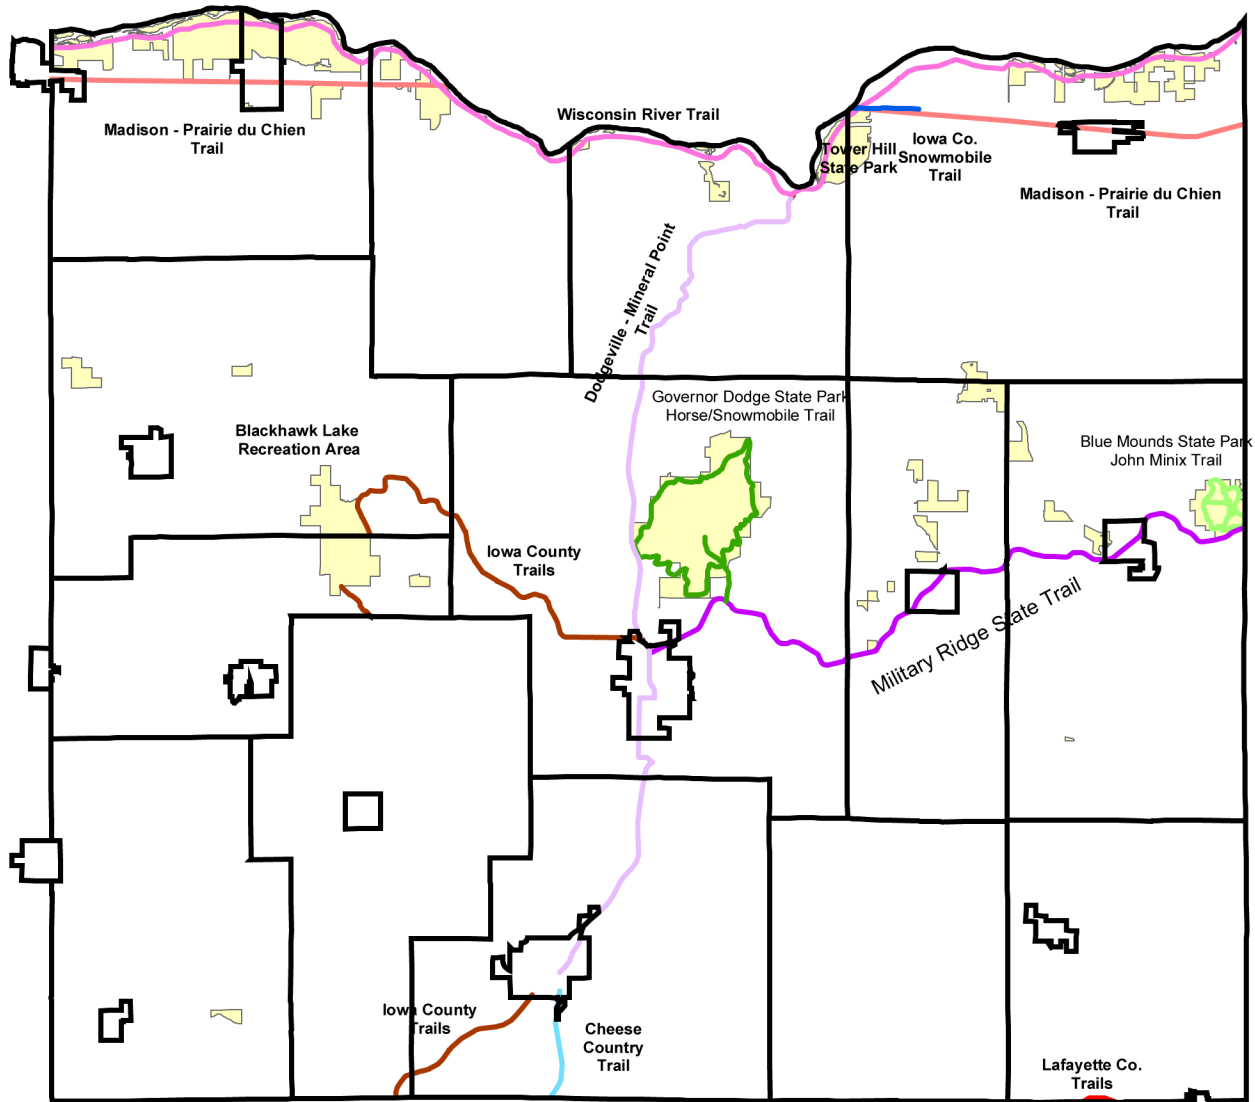 Wisconsin River Trail
Madison - Prairie du Chien
Trail
Tower Hill
State Park
Iowa Co.
Snowmobile
Trail
Madison - Prairie du Chien
Trail
Dodgeville - Mineral Point
Trail
Governor Dodge State Park
Horse/Snowmobile Trail
Blackhawk Lake
Recreation Area
Blue Mounds State Park
John Minix Trail
Iowa County
Trails
Military Ridge State Trail
Iowa County
Trails
Cheese
Country
Trail
Lafayette Co.
Trails